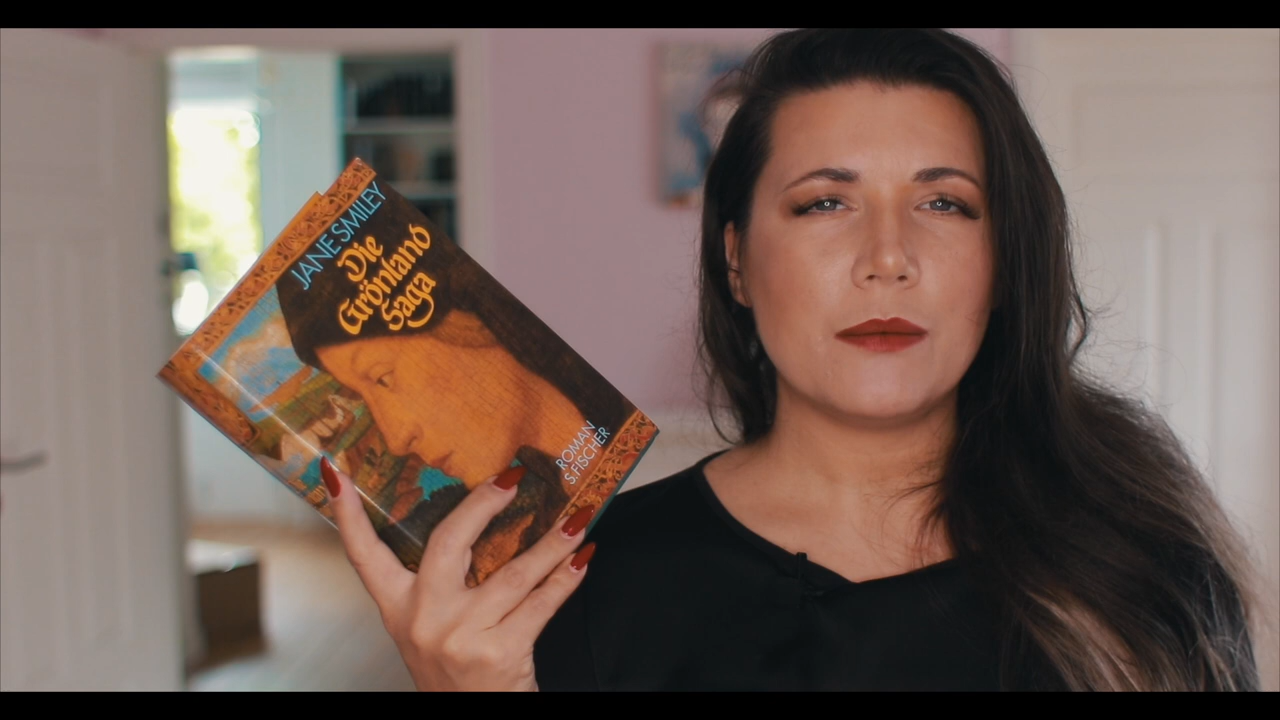 JANE SMILEY
Die
Grönland
Saga
ROMAN
S. FISCHER